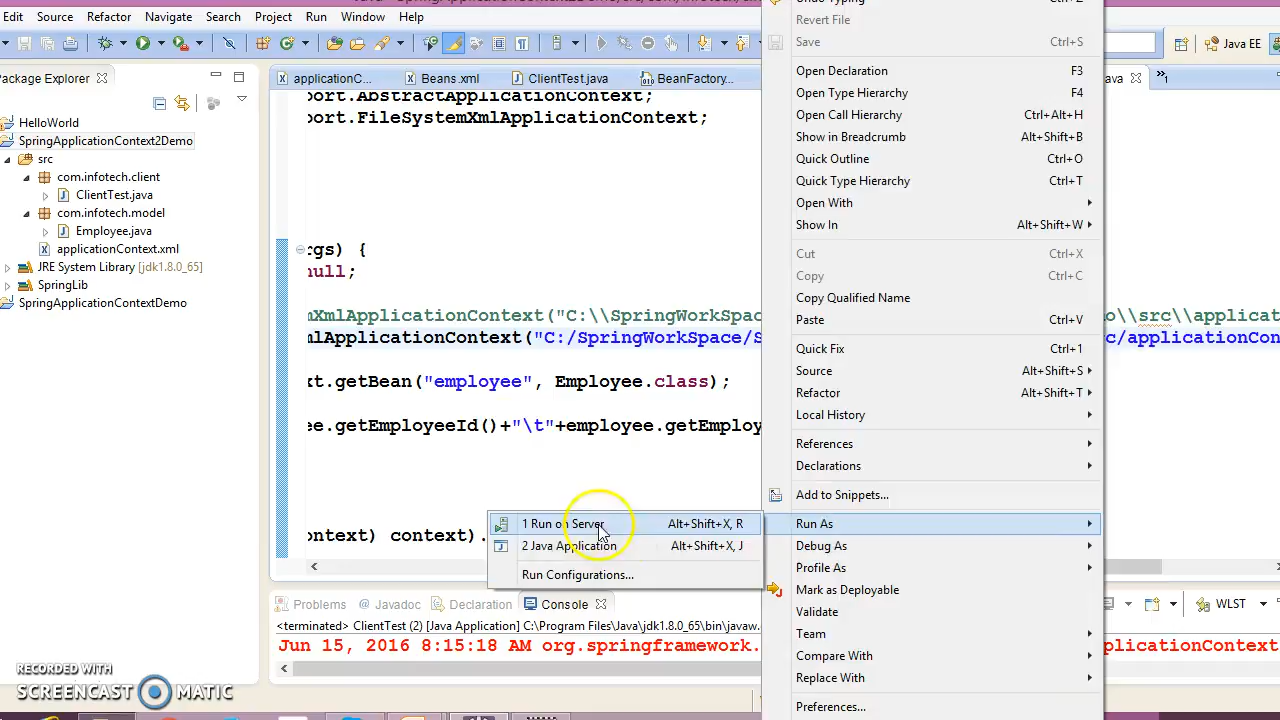 Edit Source Refactor Navigate Search Project Run Window Help
Java EE
Package Explorer
HelloWorld
SpringApplicationContext2Demo
src
com.infotech.client
ClientTest.java
com.infotech.model
Employee.java
applicationContext.xml
JRE System Library [jdk1.8.0_65]
SpringLib
SpringApplicationContextDemo
applicationC... Beans.xml ClientTest.java BeanFactory...
port.AbstractApplicationContext;
port.FileSystemXmlApplicationContext;
rgs) {
null;
mXmlApplicationContext("C:\\SpringWorkSpac
o\\src\\applicat
mlApplicationContext("C:/SpringWorkSpace/S
rc/applicationCon
xt.getBean("employee", Employee.class);
ee.getEmployeeId()+"\t"+employee.getEmploy
ontext) context).
Revert File
Save Ctrl+S
Open Declaration F3
Open Type Hierarchy F4
Open Call Hierarchy Ctrl+Alt+H
Show in Breadcrumb Alt+Shift+B
Quick Outline Ctrl+O
Quick Type Hierarchy Ctrl+T
Open With
Show In Alt+Shift+W
Cut Ctrl+X
Copy Ctrl+C
Copy Qualified Name
Paste Ctrl+V
Quick Fix Ctrl+1
Source Alt+Shift+S
Refactor Alt+Shift+T
Local History
References
Declarations
Add to Snippets...
Run As
Debug As
Profile As
Mark as Deployable
Validate
Team
Compare With
Replace With
Preferences...
1 Run on Server Alt+Shift+X, R
2 Java Application Alt+Shift+X, J
Run Configurations...
Problems @ Javadoc Declaration Console
WLST
<terminated> ClientTest (2) [Java Application] C:\Program Files\Java\jdk1.8.0_65\bin\javaw.
Jun 15, 2016 8:15:18 AM org.springframework.
plicationContext
RECORDED WITH
SCREENCAST MATIC